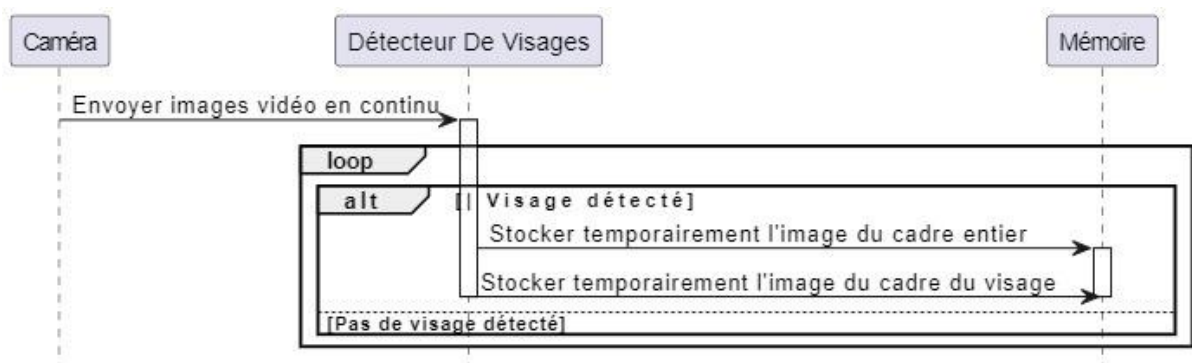 Caméra
Détecteur De Visages
Mémoire
Envoyer images vidéo en continu
loop
alt
[ Visage détecté]
Stocker temporairement l'image du cadre entier
Stocker temporairement l'image du cadre du visage
[Pas de visage détecté]